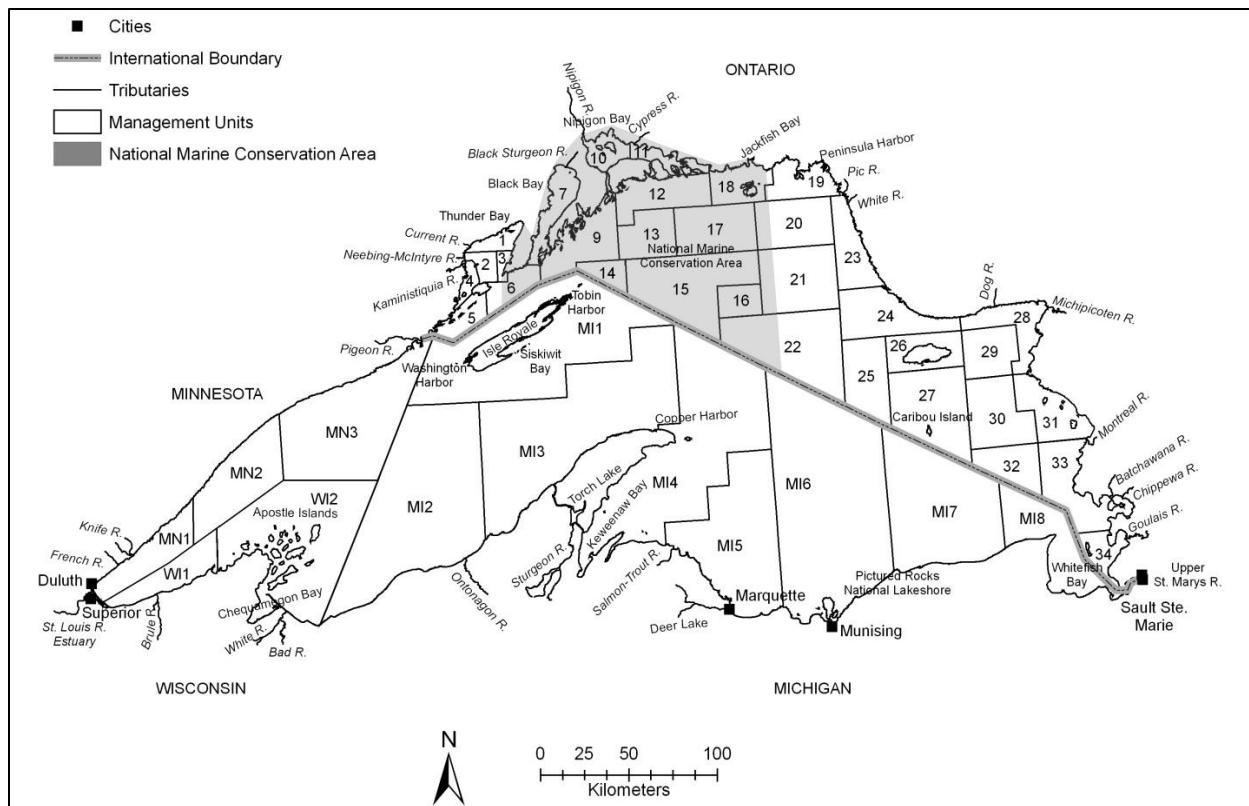 Cities
International Boundary
Tributaries
Management Units
National Marine Conservation Area
ONTARIO
Nipigon R.
Nipigon Bay
Cypress R.
Jackfish Bay
Black Sturgeon R.
Peninsula Harbor
Black Bay
Pic R.
White R.
Thunder Bay
Current R.
Neebing-McIntyre R.
Kaministiquia R.
Pigeon R.
10
11
7
12
18
19
1
2
3
4
9
13
17
20
National Marine
Conservation Area
6
14
15
16
21
23
5
Dog R.
Michipicoten R.
24
28
22
26
29
25
27
Caribou Island
30
31
Montreal R.
32
33
Batchawana R.
Chippewa R.
Goulais R.
34
Tobin
Harbor
MI1
Isle Royale
Siskiwit
Bay
Washington
Harbor
MINNESOTA
Copper Harbor
MN3
MN2
MI3
WI2
Apostle Islands
MI2
Torch Lake
MI4
Keweenaw Bay
MI6
MI7
MI8
MN1
WI1
MI5
Knife R.
French R.
Duluth
Superior
St. Louis R.
Estuary
Brule R.
Chequamegon Bay
White R.
Bad R.
Ontonagon R.
Sturgeon R.
Salmon-Trout R.
Deer Lake
Marquette
Pictured Rocks
National Lakeshore
Munising
Whitefish
Bay
Upper
St. Marys R.
Sault Ste.
Marie
WISCONSIN
MICHIGAN
N
0 25 50 100
Kilometers